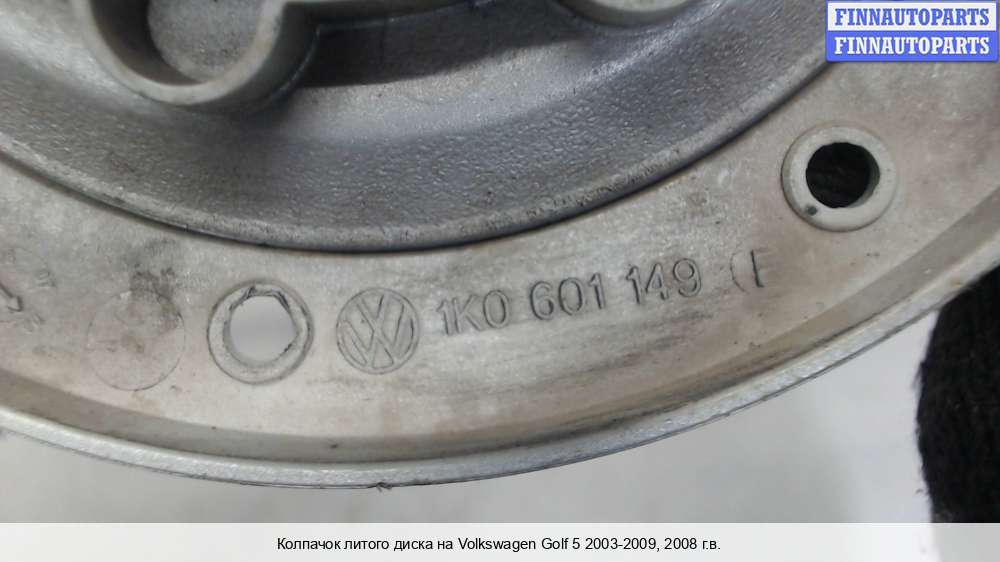 FINNAUTOPARTS
FINNAUTOPARTS
1K0 601 149
Колпачок литого диска на Volkswagen Golf 5 2003-2009, 2008 г.в.